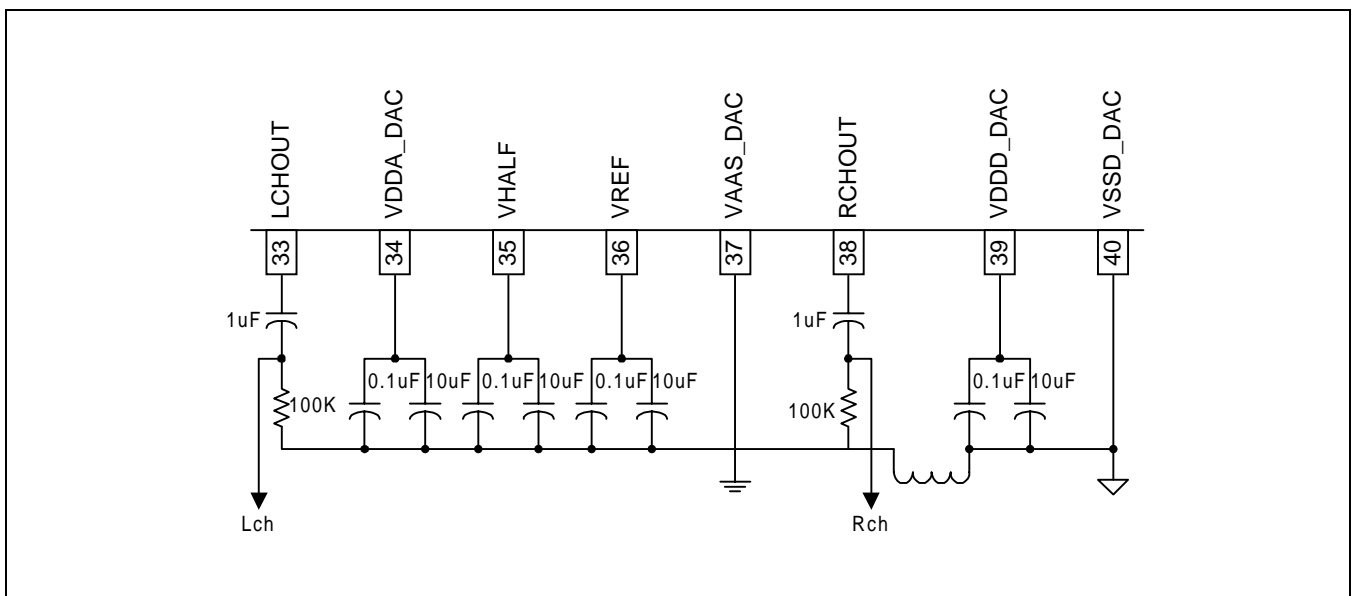 LCHOUT
VDDA_DAC
VHALF
VREF
VAAS_DAC
RCHOUT
VDDD_DAC
VSSD_DAC
33
34
35
36
37
38
39
40
1uF
1uF
0.1uF
10uF
0.1uF
10uF
0.1uF
10uF
0.1uF
10uF
100K
100K
Lch
Rch